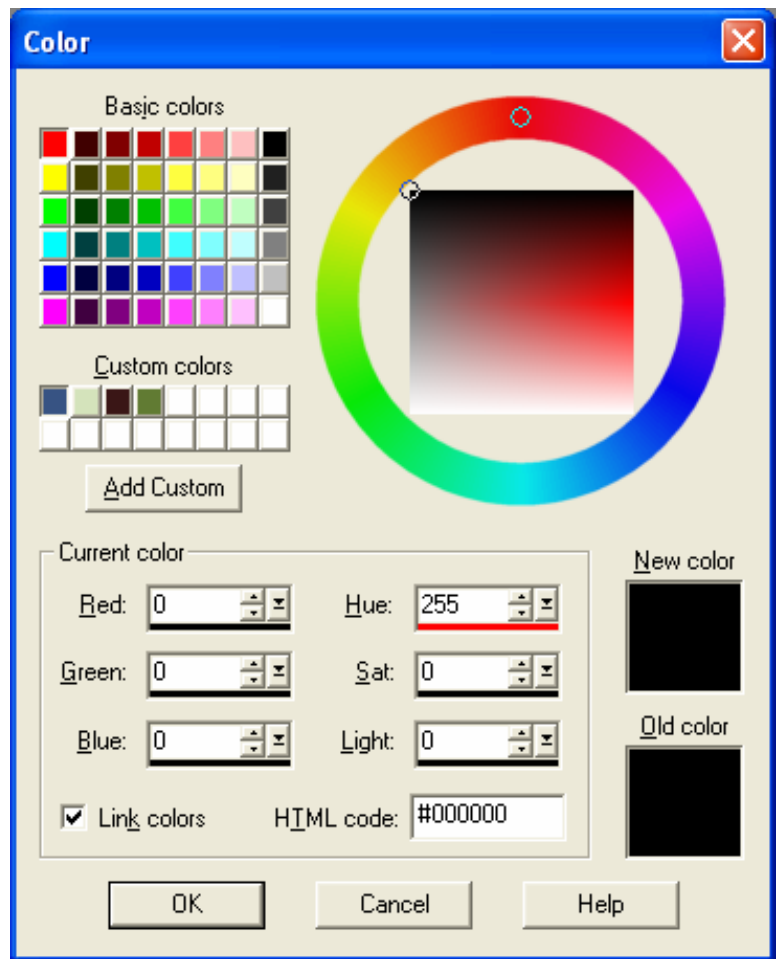 Color
Basic colors
Custom colors
Add Custom
Current color
Red: 0 Hue: 255
Green: 0 Sat: 0
Blue: 0 Light: 0
Link colors HTML code: #000000
New color
Old color
OK Cancel Help